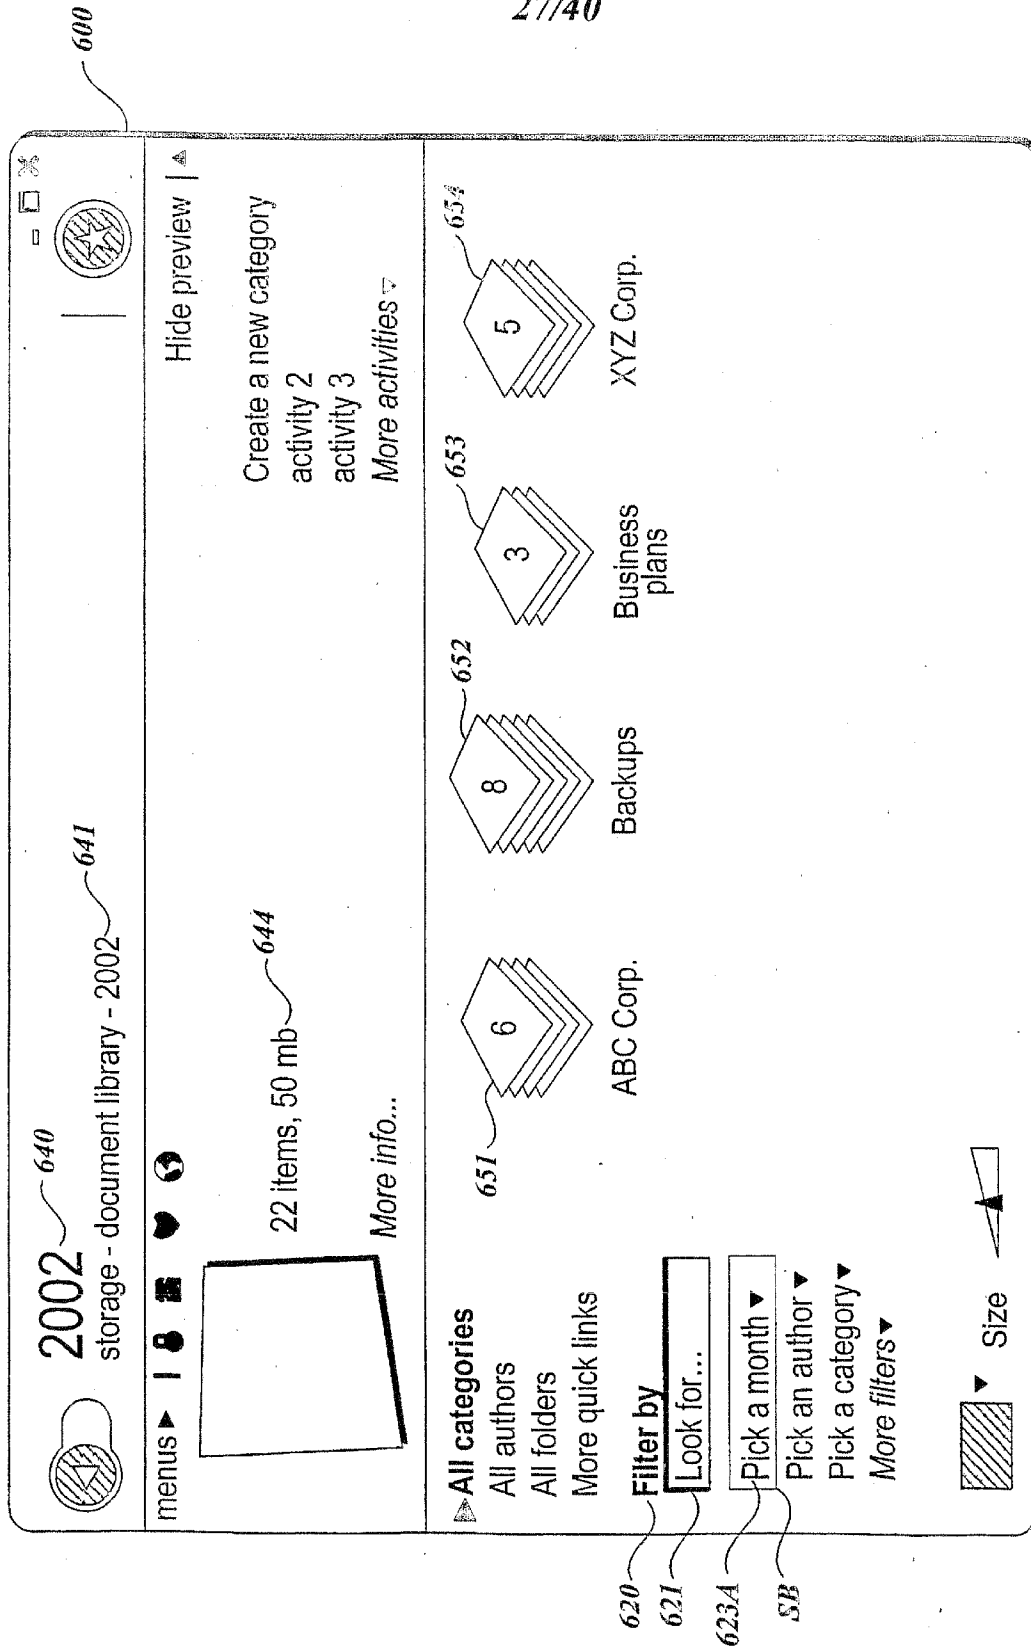 27/40
600
2002
640
storage - document library - 2002
641
menus
Hide preview
22 items, 50 mb
644
More info...
Create a new category
activity 2
activity 3
More activities
All categories
All authors
All folders
More quick links
Filter by
620
Look for...
621
Pick a month
623A
SB
Pick an author
Pick a category
More filters
Size
651
6
ABC Corp.
652
8
Backups
653
3
Business
plans
654
5
XYZ Corp.